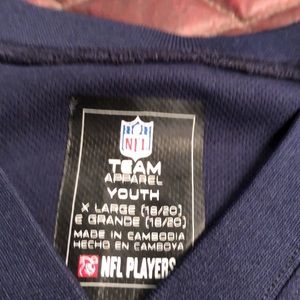 NFL
TEAM
APPAREL
YOUTH
X LARGE (18/20)
E GRANDE (18/20)
MADE IN CAMBODIA
HECHO EN CAMBOYA
NFL PLAYERS